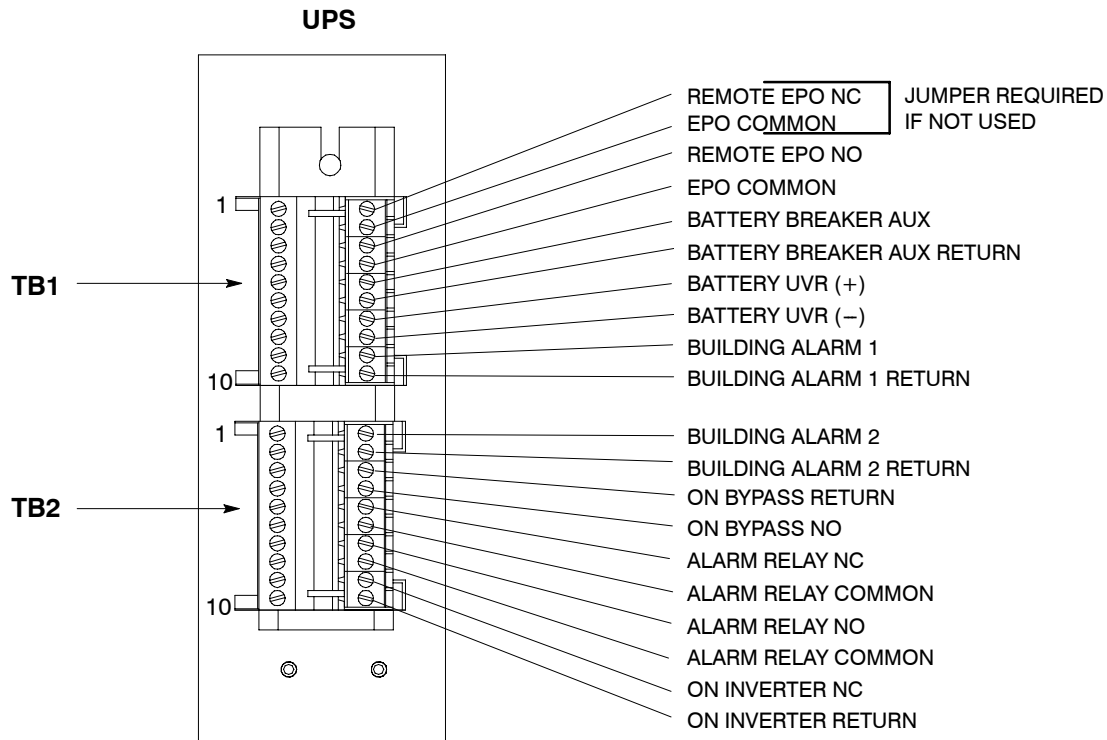 UPS
REMOTE EPO NC
EPO COMMON
JUMPER REQUIRED
IF NOT USED
REMOTE EPO NO
EPO COMMON
BATTERY BREAKER AUX
BATTERY BREAKER AUX RETURN
BATTERY UVR (+)
BATTERY UVR (−)
BUILDING ALARM 1
BUILDING ALARM 1 RETURN
1
TB1
10
BUILDING ALARM 2
BUILDING ALARM 2 RETURN
ON BYPASS RETURN
ON BYPASS NO
ALARM RELAY NC
ALARM RELAY COMMON
ALARM RELAY NO
ALARM RELAY COMMON
ON INVERTER NC
ON INVERTER RETURN
1
TB2
10